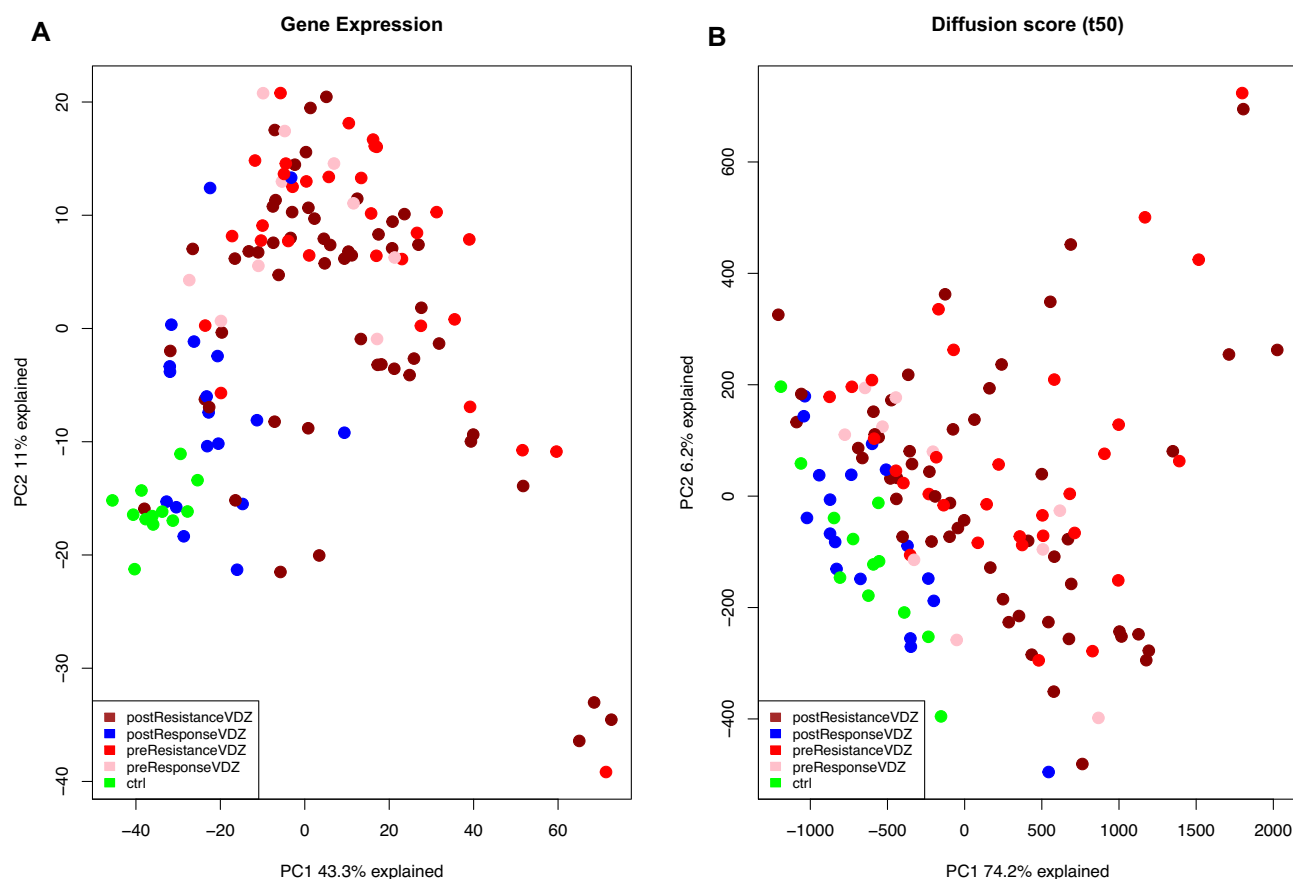 A
Gene Expression
20
10
0
−10
−20
−30
−40
PC2 11% explained
postResistanceVDZ
postResponseVDZ
preResistanceVDZ
preResponseVDZ
ctrl
−40 −20 0 20 40 60
PC1 43.3% explained
B
Diffusion score (t50)
600
400
200
0
−200
−400
PC2 6.2% explained
postResistanceVDZ
postResponseVDZ
preResistanceVDZ
preResponseVDZ
ctrl
−1000 −500 0 500 1000 1500 2000
PC1 74.2% explained